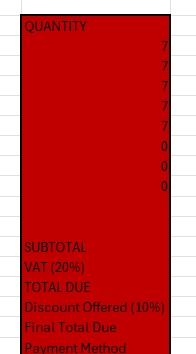 QUANTITY
7
7
7
7
7
0
0
0
SUBTOTAL
VAT (20%)
TOTAL DUE
Discount Offered (10%)
Final Total Due
Payment Method